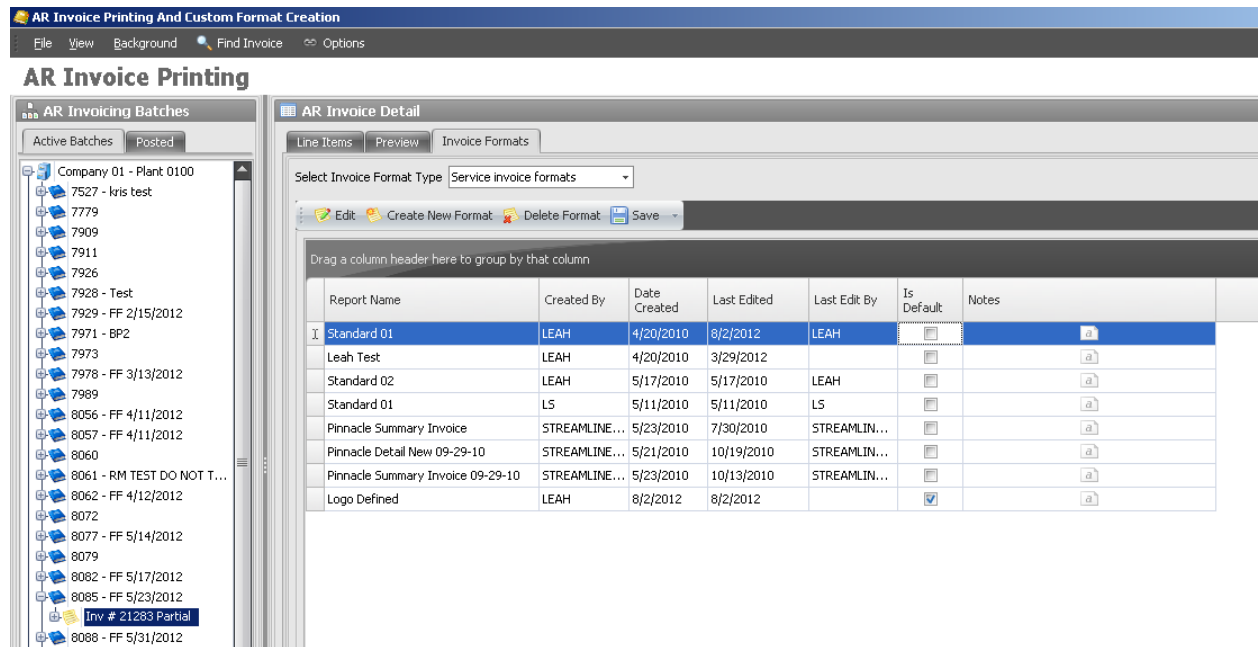 AR Invoice Printing And Custom Format Creation
File View Background Find Invoice Options
AR Invoice Printing
AR Invoicing Batches
Active Batches Posted
Company 01 - Plant 0100
7527 - kris test
7779
7909
7911
7926
7928 - Test
7929 - FF 2/15/2012
7971 - BP2
7973
7978 - FF 3/13/2012
7989
8056 - FF 4/11/2012
8057 - FF 4/11/2012
8060
8061 - RM TEST DO NOT T...
8062 - FF 4/12/2012
8072
8077 - FF 5/14/2012
8079
8082 - FF 5/17/2012
8085 - FF 5/23/2012
Inv # 21283 Partial
8088 - FF 5/31/2012
AR Invoice Detail
Line Items Preview Invoice Formats
Select Invoice Format Type Service invoice formats
Edit Create New Format Delete Format Save
Drag a column header here to group by that column
Report Name Created By Date Created Last Edited Last Edit By Is Default Notes
Standard 01 LEAH 4/20/2010 8/2/2012 LEAH
Leah Test LEAH 4/20/2010 3/29/2012
Standard 02 LEAH 5/17/2010 5/17/2010 LEAH
Standard 01 LS 5/11/2010 5/11/2010 LS
Pinnacle Summary Invoice STREAMLINE... 5/23/2010 7/30/2010 STREAMLIN...
Pinnacle Detail New 09-29-10 STREAMLINE... 5/21/2010 10/19/2010 STREAMLIN...
Pinnacle Summary Invoice 09-29-10 STREAMLINE... 5/23/2010 10/13/2010 STREAMLIN...
Logo Defined LEAH 8/2/2012 8/2/2012